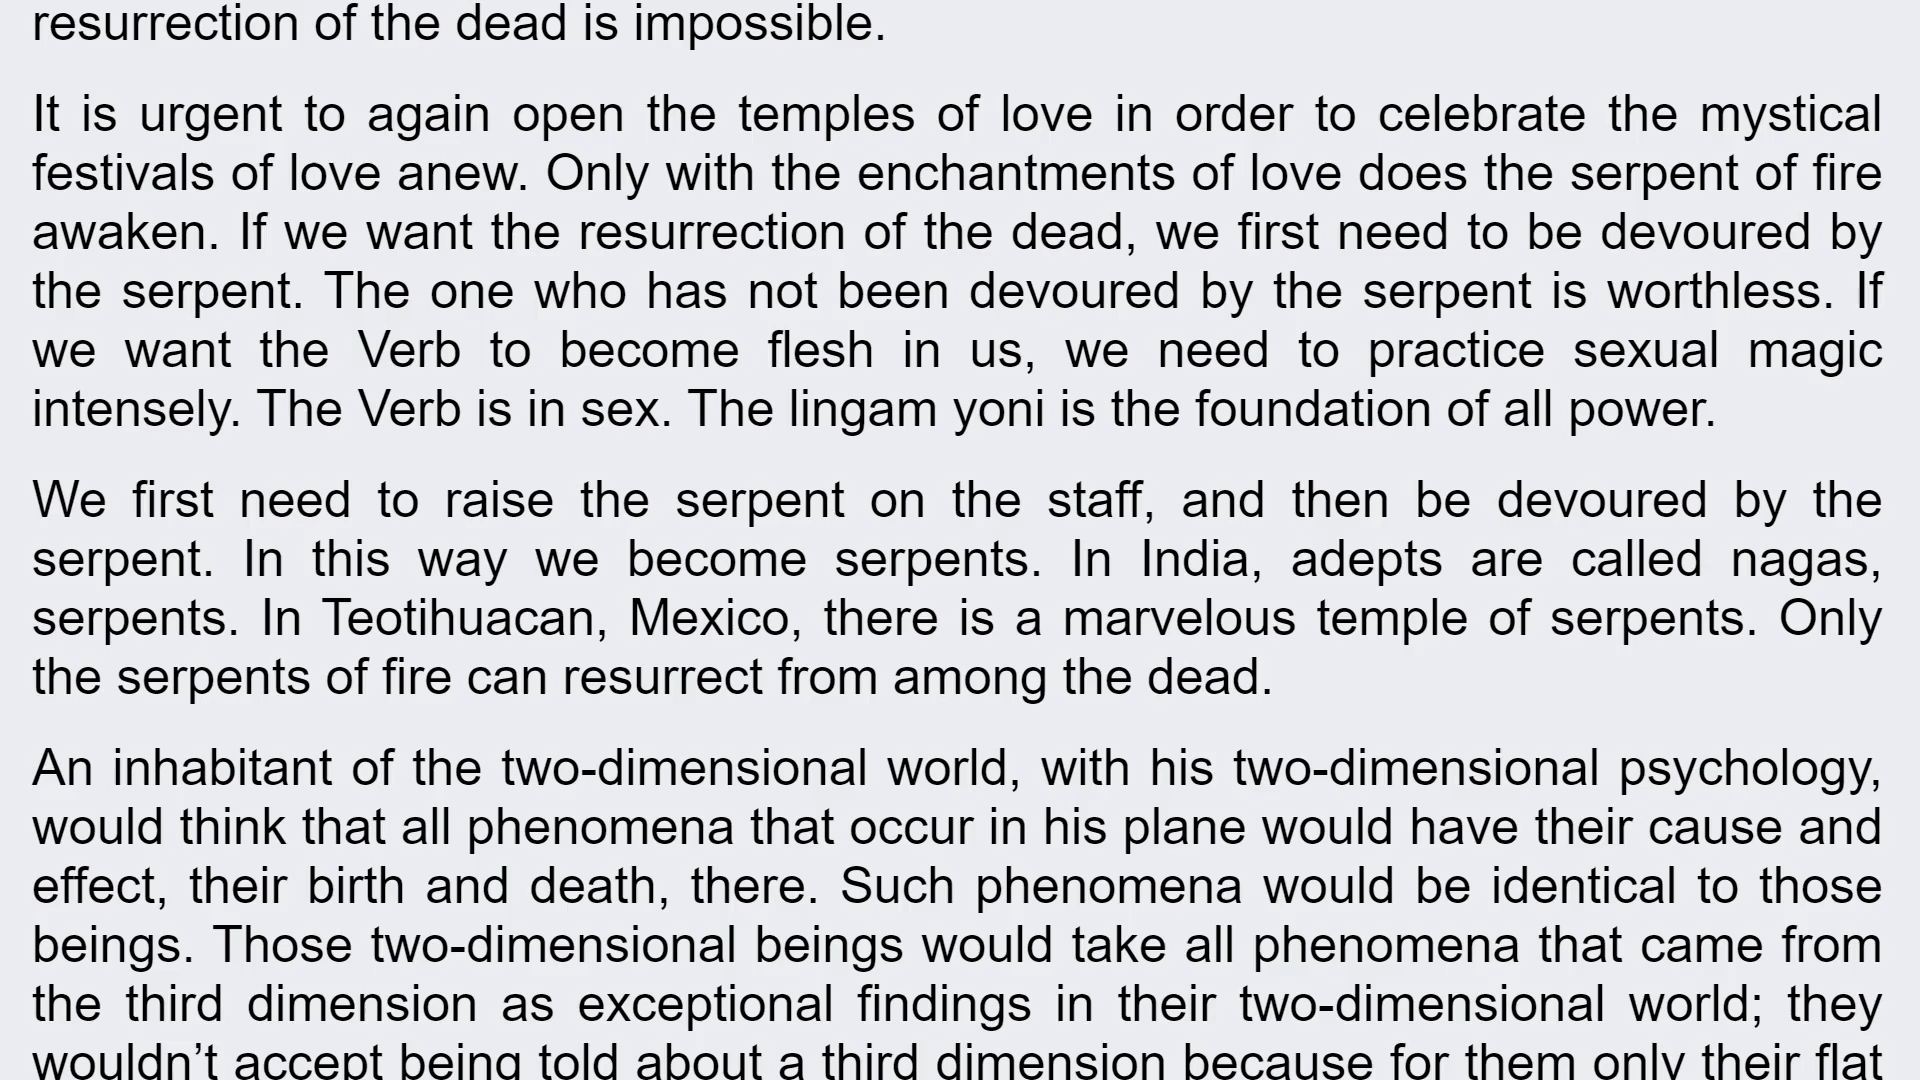 resurrection of the dead is impossible.
It is urgent to again open the temples of love in order to celebrate the mystical
festivals of love anew. Only with the enchantments of love does the serpent of fire
awaken. If we want the resurrection of the dead, we first need to be devoured by
the serpent. The one who has not been devoured by the serpent is worthless. If
we want the Verb to become flesh in us, we need to practice sexual magic
intensely. The Verb is in sex. The lingam yoni is the foundation of all power.
We first need to raise the serpent on the staff, and then be devoured by the
serpent. In this way we become serpents. In India, adepts are called nagas,
serpents. In Teotihuacan, Mexico, there is a marvelous temple of serpents. Only
the serpents of fire can resurrect from among the dead.
An inhabitant of the two-dimensional world, with his two-dimensional psychology,
would think that all phenomena that occur in his plane would have their cause and
effect, their birth and death, there. Such phenomena would be identical to those
beings. Those two-dimensional beings would take all phenomena that came from
the third dimension as exceptional findings in their two-dimensional world; they
wouldn’t accept being told about a third dimension because for them only their flat